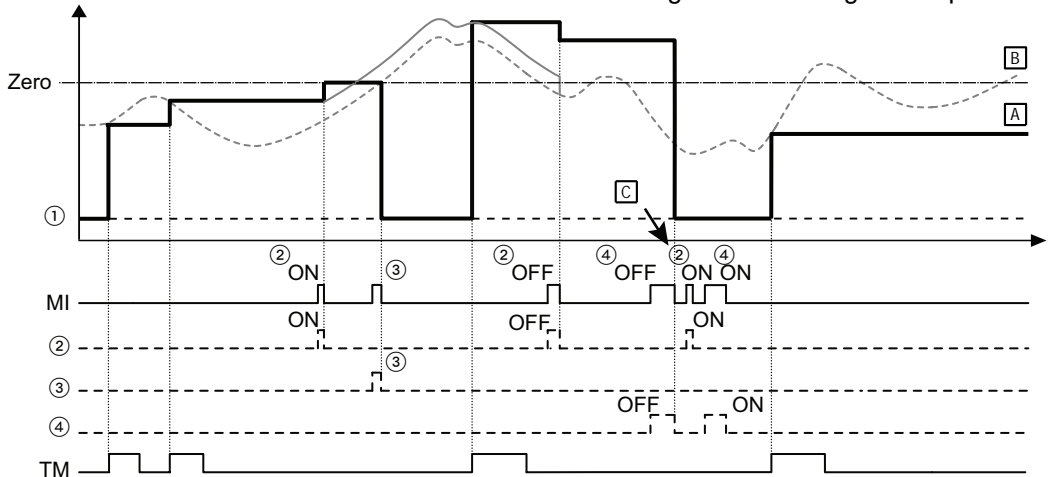 Zero
B
A
C
①
② ON
③
② OFF
④ OFF
② ON
④ ON
MI
ON
OFF
ON
②
③
③
OFF
ON
④
TM